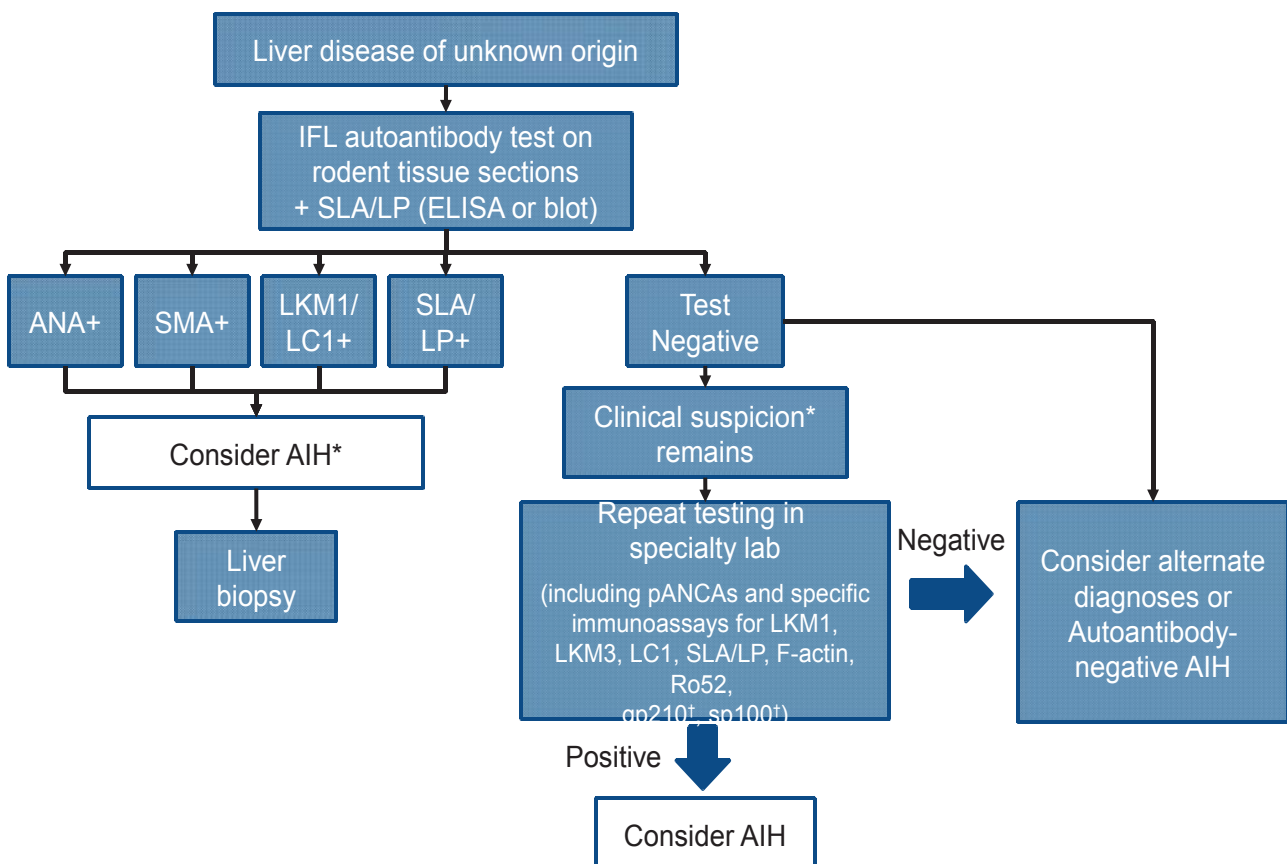 Liver disease of unknown origin
IFL autoantibody test on
rodent tissue sections
+ SLA/LP (ELISA or blot)
ANA+
SMA+
LKM1/
LC1+
SLA/
LP+
Test
Negative
Consider AIH*
Clinical suspicion*
remains
Liver
biopsy
Repeat testing in
specialty lab
(including pANCAs and specific
immunoassays for LKM1,
LKM3, LC1, SLA/LP, F-actin,
Ro52,
gp210†, sp100†)
Negative
Consider alternate
diagnoses or
Autoantibody-
negative AIH
Positive
Consider AIH